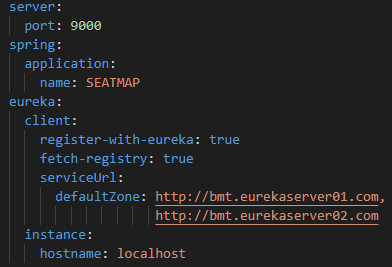 server:
  port: 9000
spring:
  application:
    name: SEATMAP
eureka:
  client:
    register-with-eureka: true
    fetch-registry: true
    serviceUrl:
      defaultZone: http://bmt.eurekaserver01.com,
                   http://bmt.eurekaserver02.com
  instance:
    hostname: localhost